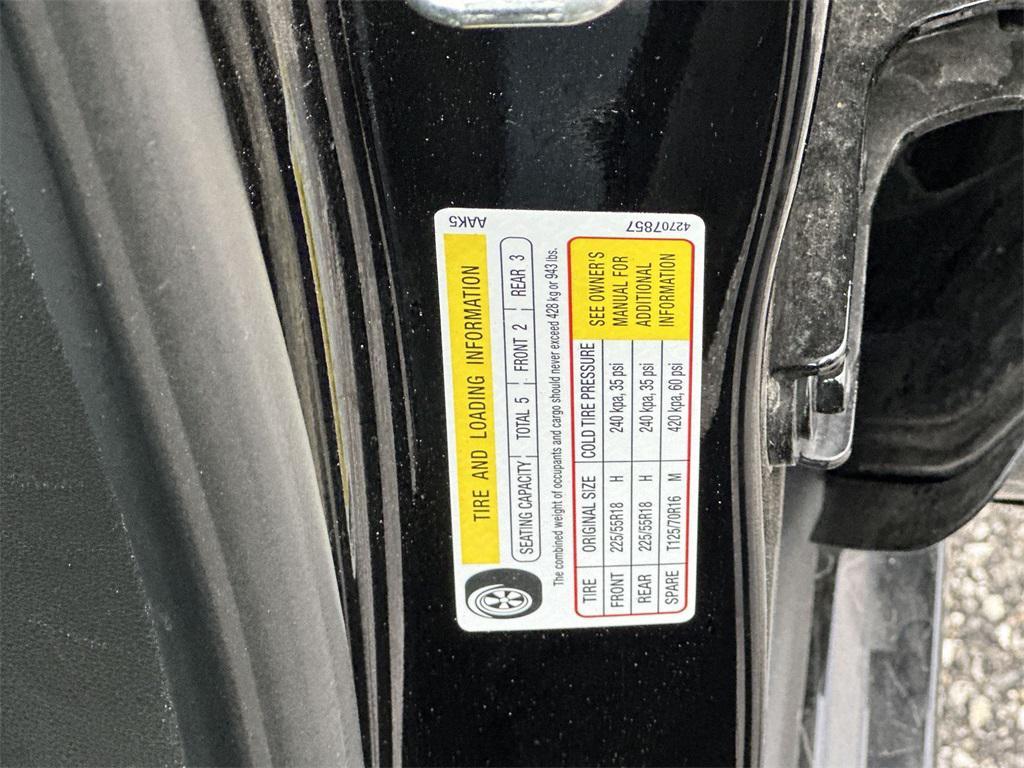 AAK5
TIRE AND LOADING INFORMATION
SEATING CAPACITY TOTAL 5 FRONT 2 REAR 3
The combined weight of occupants and cargo should never exceed 428 kg or 943 lbs.
TIRE ORIGINAL SIZE COLD TIRE PRESSURE
FRONT 225/55R18 H 240 kpa, 35 psi
REAR 225/55R18 H 240 kpa, 35 psi
SPARE T125/70R16 M 420 kpa, 60 psi
SEE OWNER'S
MANUAL FOR
ADDITIONAL
INFORMATION
42707857